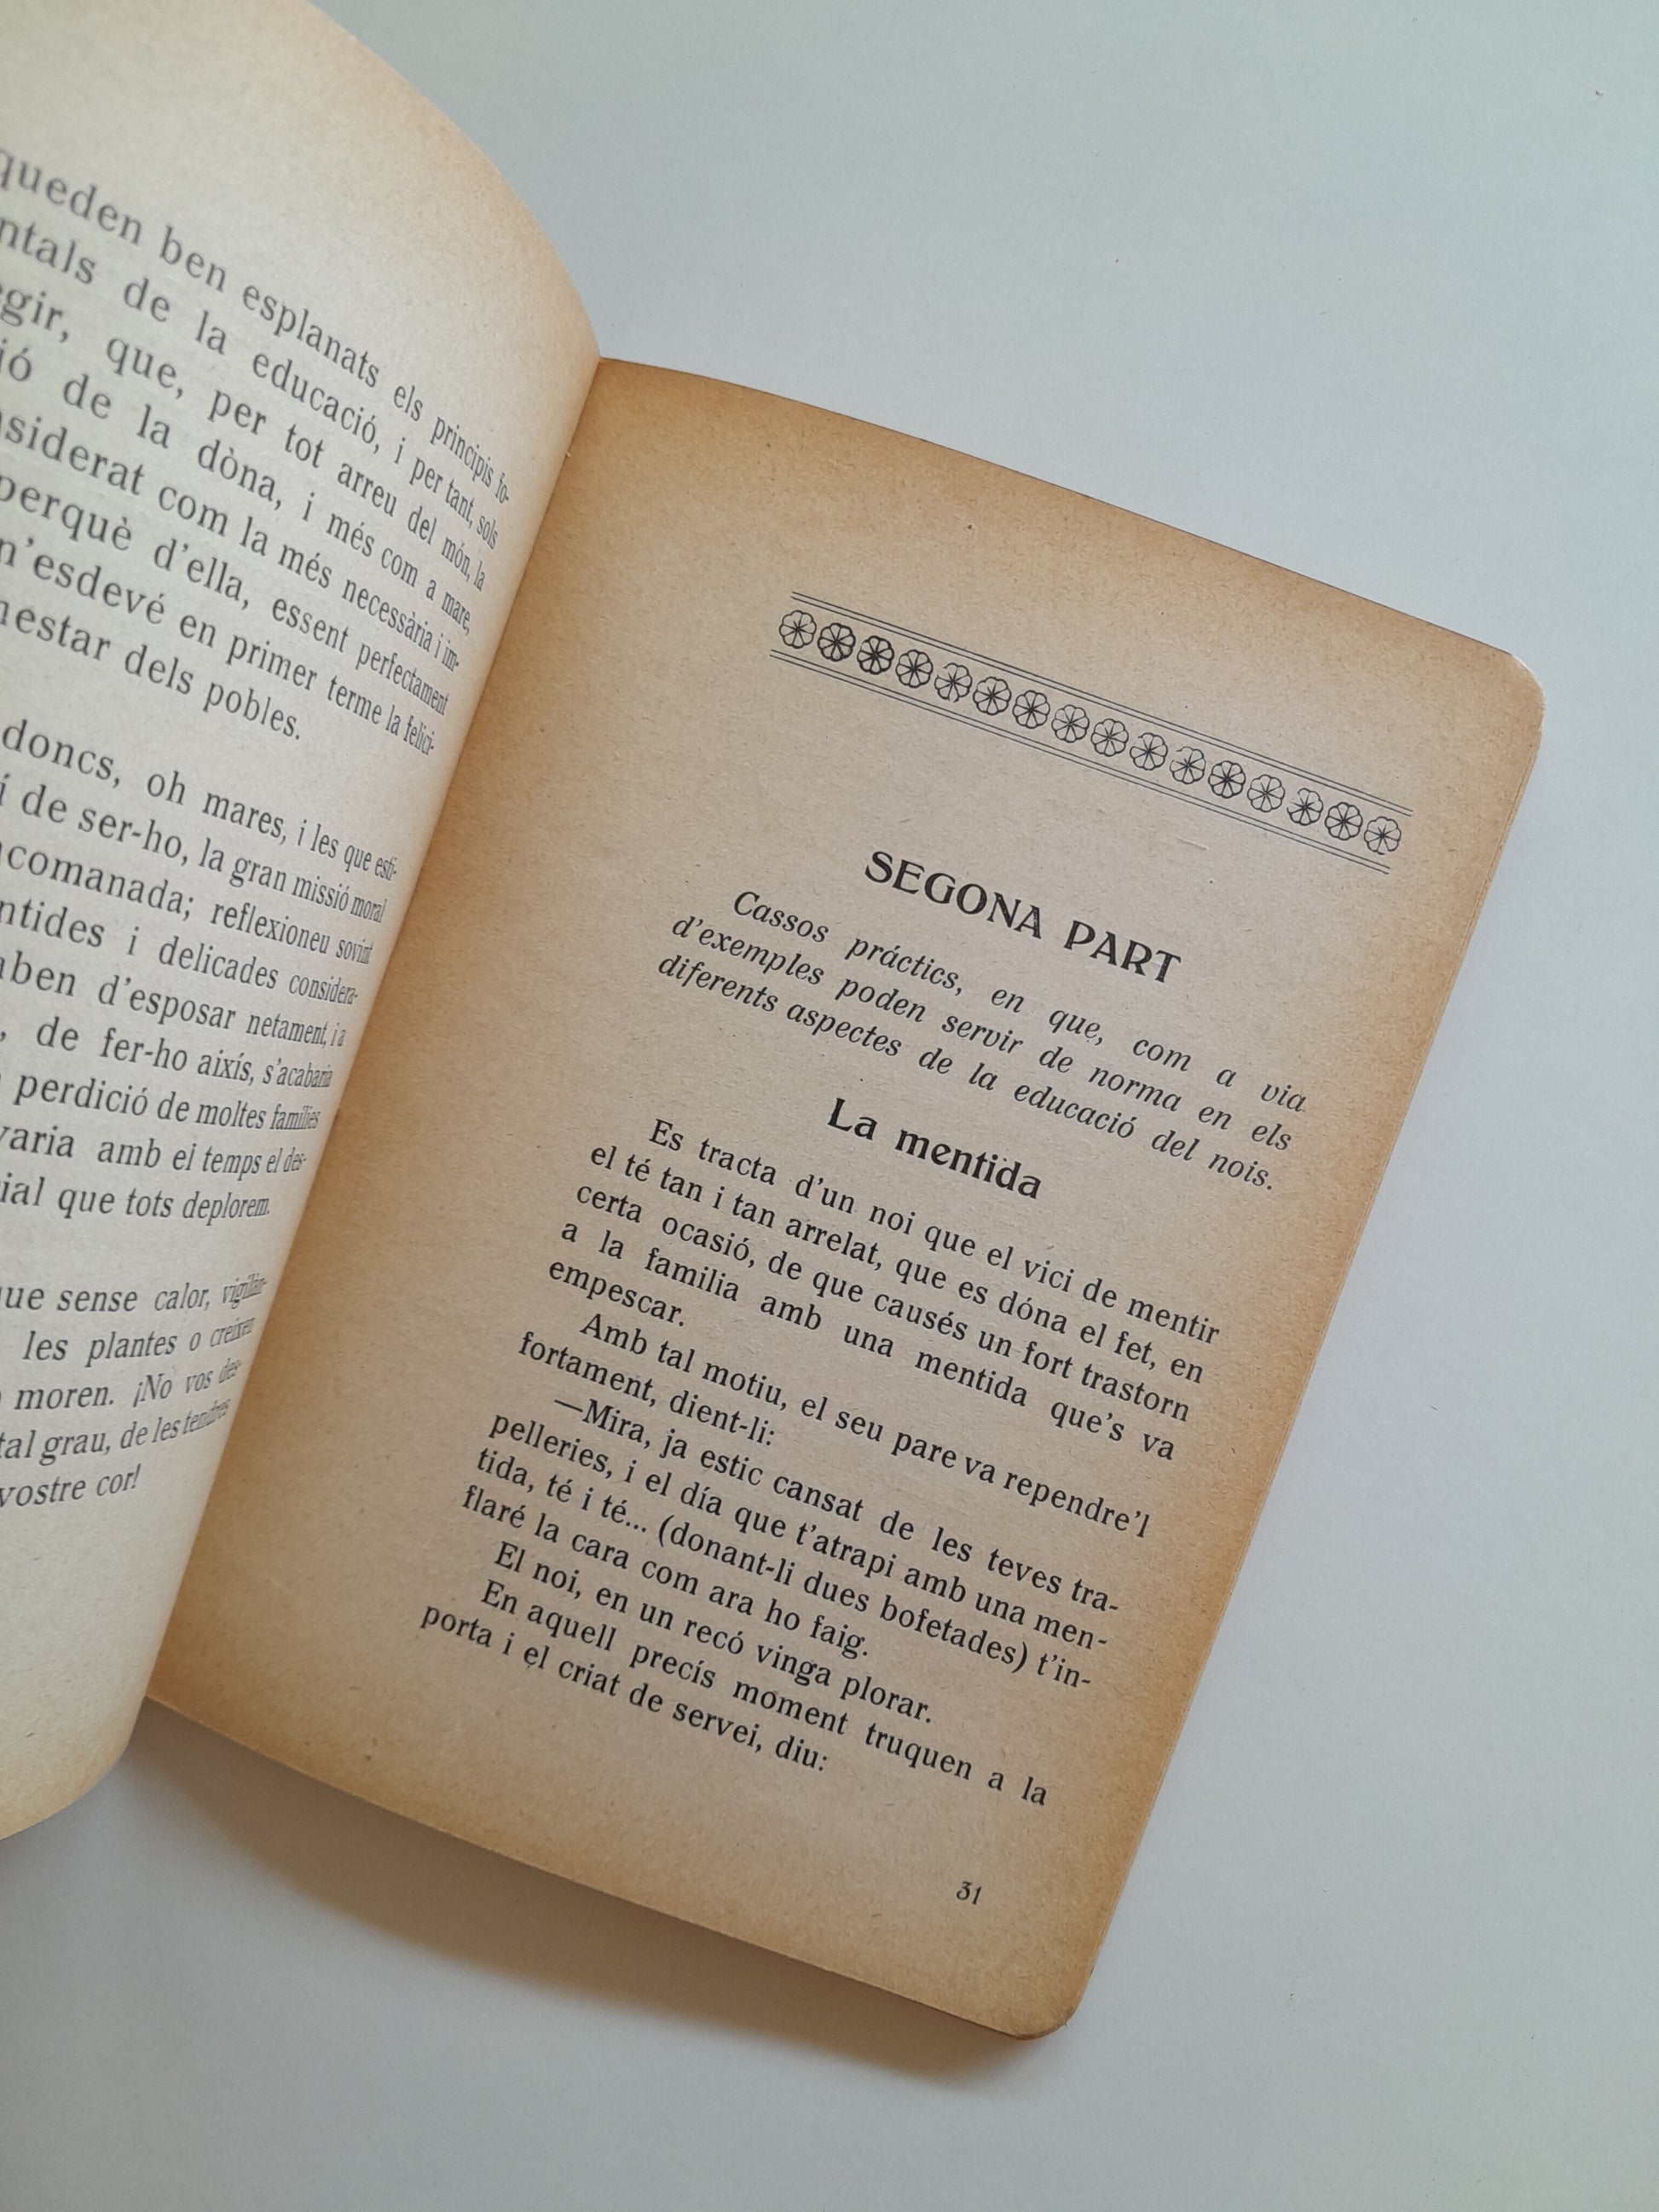 queden ben esplanats els principis fo-
ntals de la educació, i per tant, sols
egir, que, per tot arreu del món, la
ió de la dòna, i més com a mare,
nsiderat com la més necessària i im-
perquè d'ella, essent perfectament
n'esdevé en primer terme la felici-
nestar dels pobles.
doncs, oh mares, i les que esti-
í de ser-ho, la gran missió moral
ncomanada; reflexioneu sovint
ntides i delicades considera-
aben d'esposar netament, i a
, de fer-ho aixís, s'acabaria
perdició de moltes famílies
varia amb el temps el des-
ial que tots deplorem.
que sense calor, vigilàn-
les plantes o creixen
o moren. ¡No vos des-
tal grau, de les tendres
vostre cor!
SEGONA PART
Cassos práctics, en que, com a via
d'exemples poden servir de norma en els
diferents aspectes de la educació del nois.
La mentida
Es tracta d'un noi que el vici de mentir
el té tan i tan arrelat, que es dóna el fet, en
certa ocasió, de que causés un fort trastorn
a la familia amb una mentida que's va
empescar.
Amb tal motiu, el seu pare va rependre'l
fortament, dient-li:
—Mira, ja estic cansat de les teves tra-
pelleries, i el día que t'atrapi amb una men-
tida, té i té... (donant-li dues bofetades) t'in-
flaré la cara com ara ho faig.
El noi, en un recó vinga plorar.
En aquell precís moment truquen a la
porta i el criat de servei, diu:
31